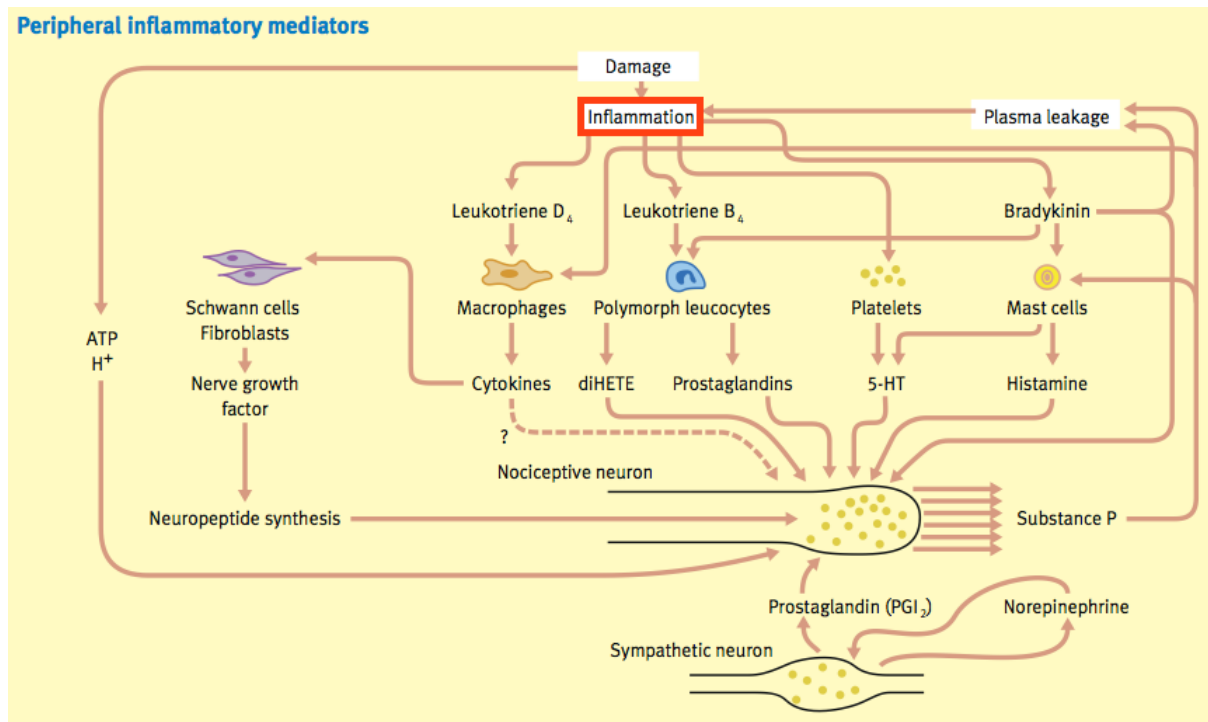 Peripheral inflammatory mediators
Damage
Inflammation
Plasma leakage
Leukotriene D4
Leukotriene B4
Bradykinin
Schwann cells
Fibroblasts
Macrophages
Polymorph leucocytes
Platelets
Mast cells
ATP
H+
Nerve growth
factor
Cytokines
diHETE
Prostaglandins
5-HT
Histamine
?
Nociceptive neuron
Neuropeptide synthesis
Substance P
Prostaglandin (PGI2)
Norepinephrine
Sympathetic neuron